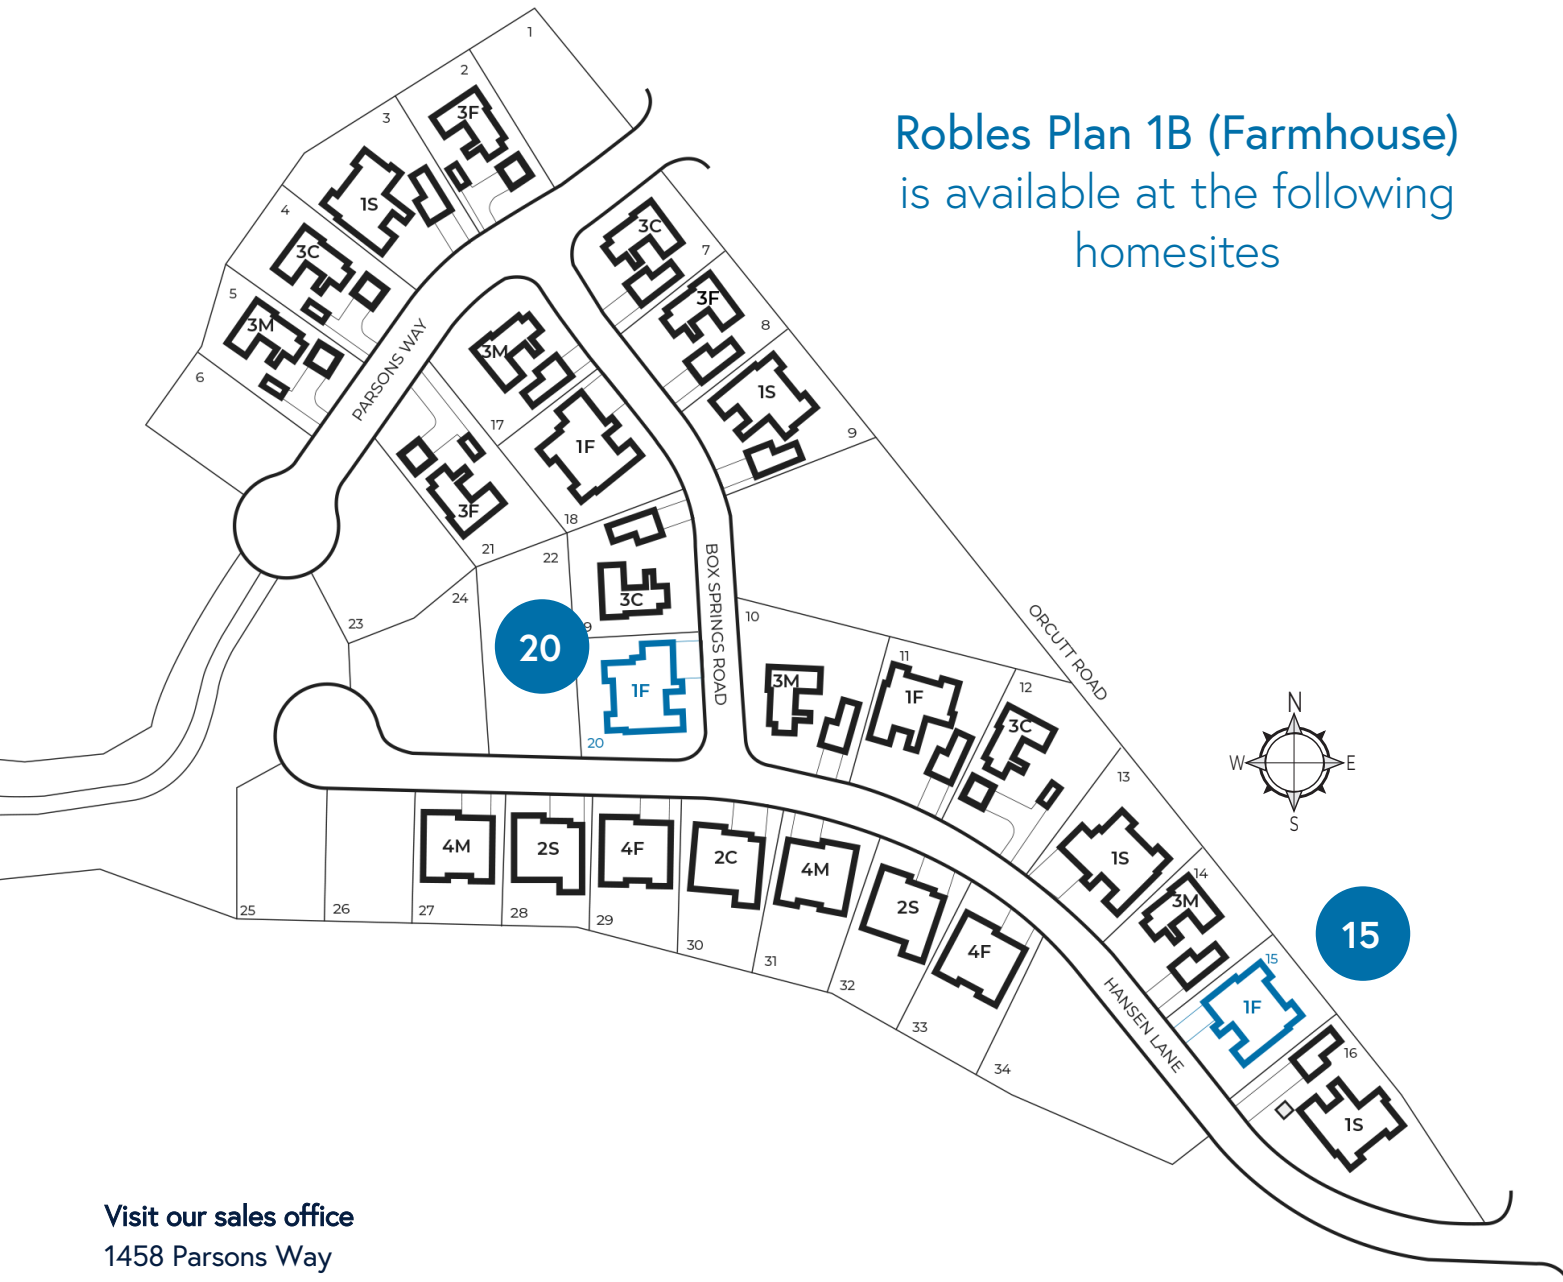 Robles Plan 1B (Farmhouse)
is available at the following
homesites
1
2
3F
3
1S
4
3C
5
3M
6
PARSONS WAY
3C
7
3F
8
1S
9
3M
17
1F
18
3F
21
22
3C
9
24
23
20
1F
20
BOX SPRINGS ROAD
ORCUTT ROAD
10
3M
11
1F
12
3C
13
1S
14
3M
15
15
1F
16
1S
HANSEN LANE
N
W
E
S
25
26
4M
27
2S
28
4F
29
2C
30
4M
31
2S
32
4F
33
34
Visit our sales office
1458 Parsons Way